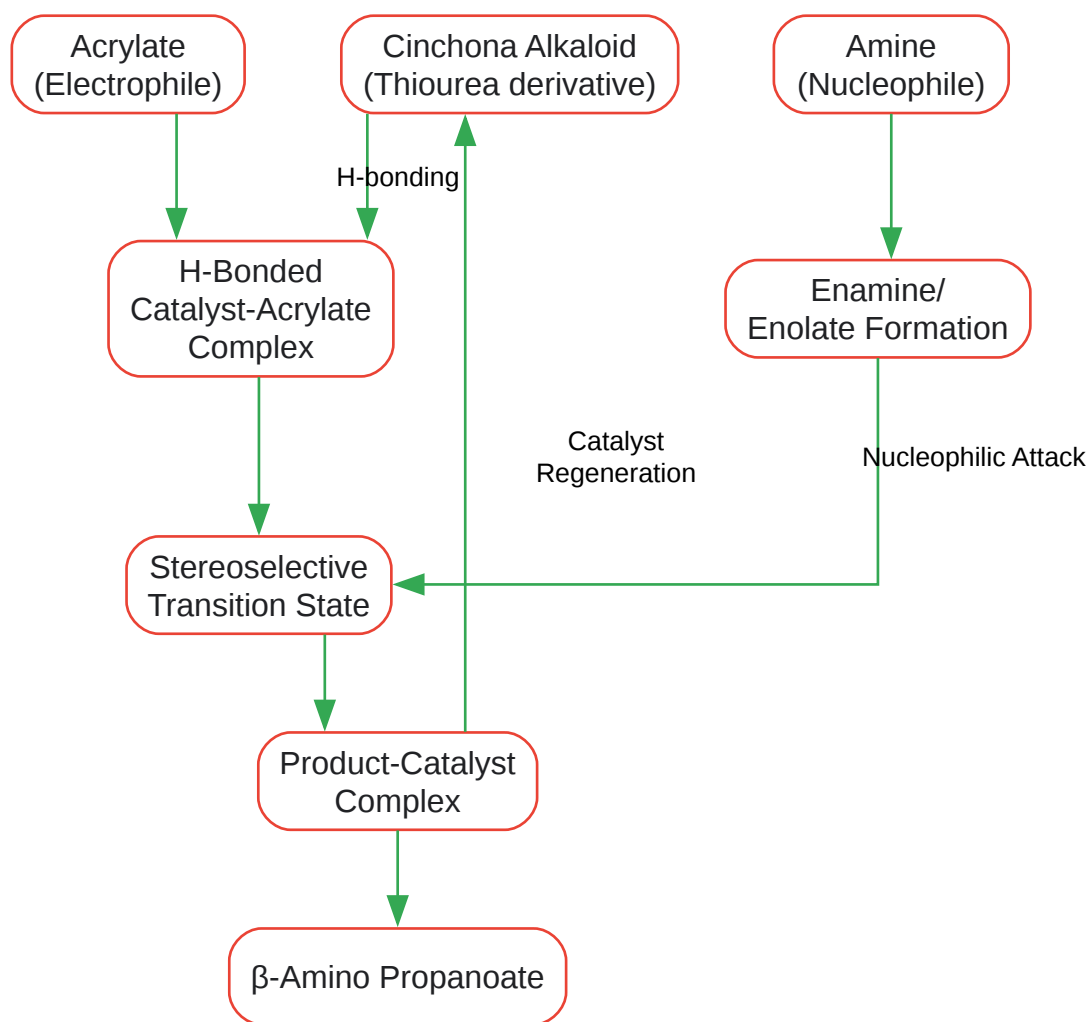 Acrylate
(Electrophile)
Cinchona Alkaloid
(Thiourea derivative)
Amine
(Nucleophile)
H-bonding
H-Bonded
Catalyst-Acrylate
Complex
Enamine/
Enolate Formation
Catalyst
Regeneration
Nucleophilic Attack
Stereoselective
Transition State
Product-Catalyst
Complex
β-Amino Propanoate